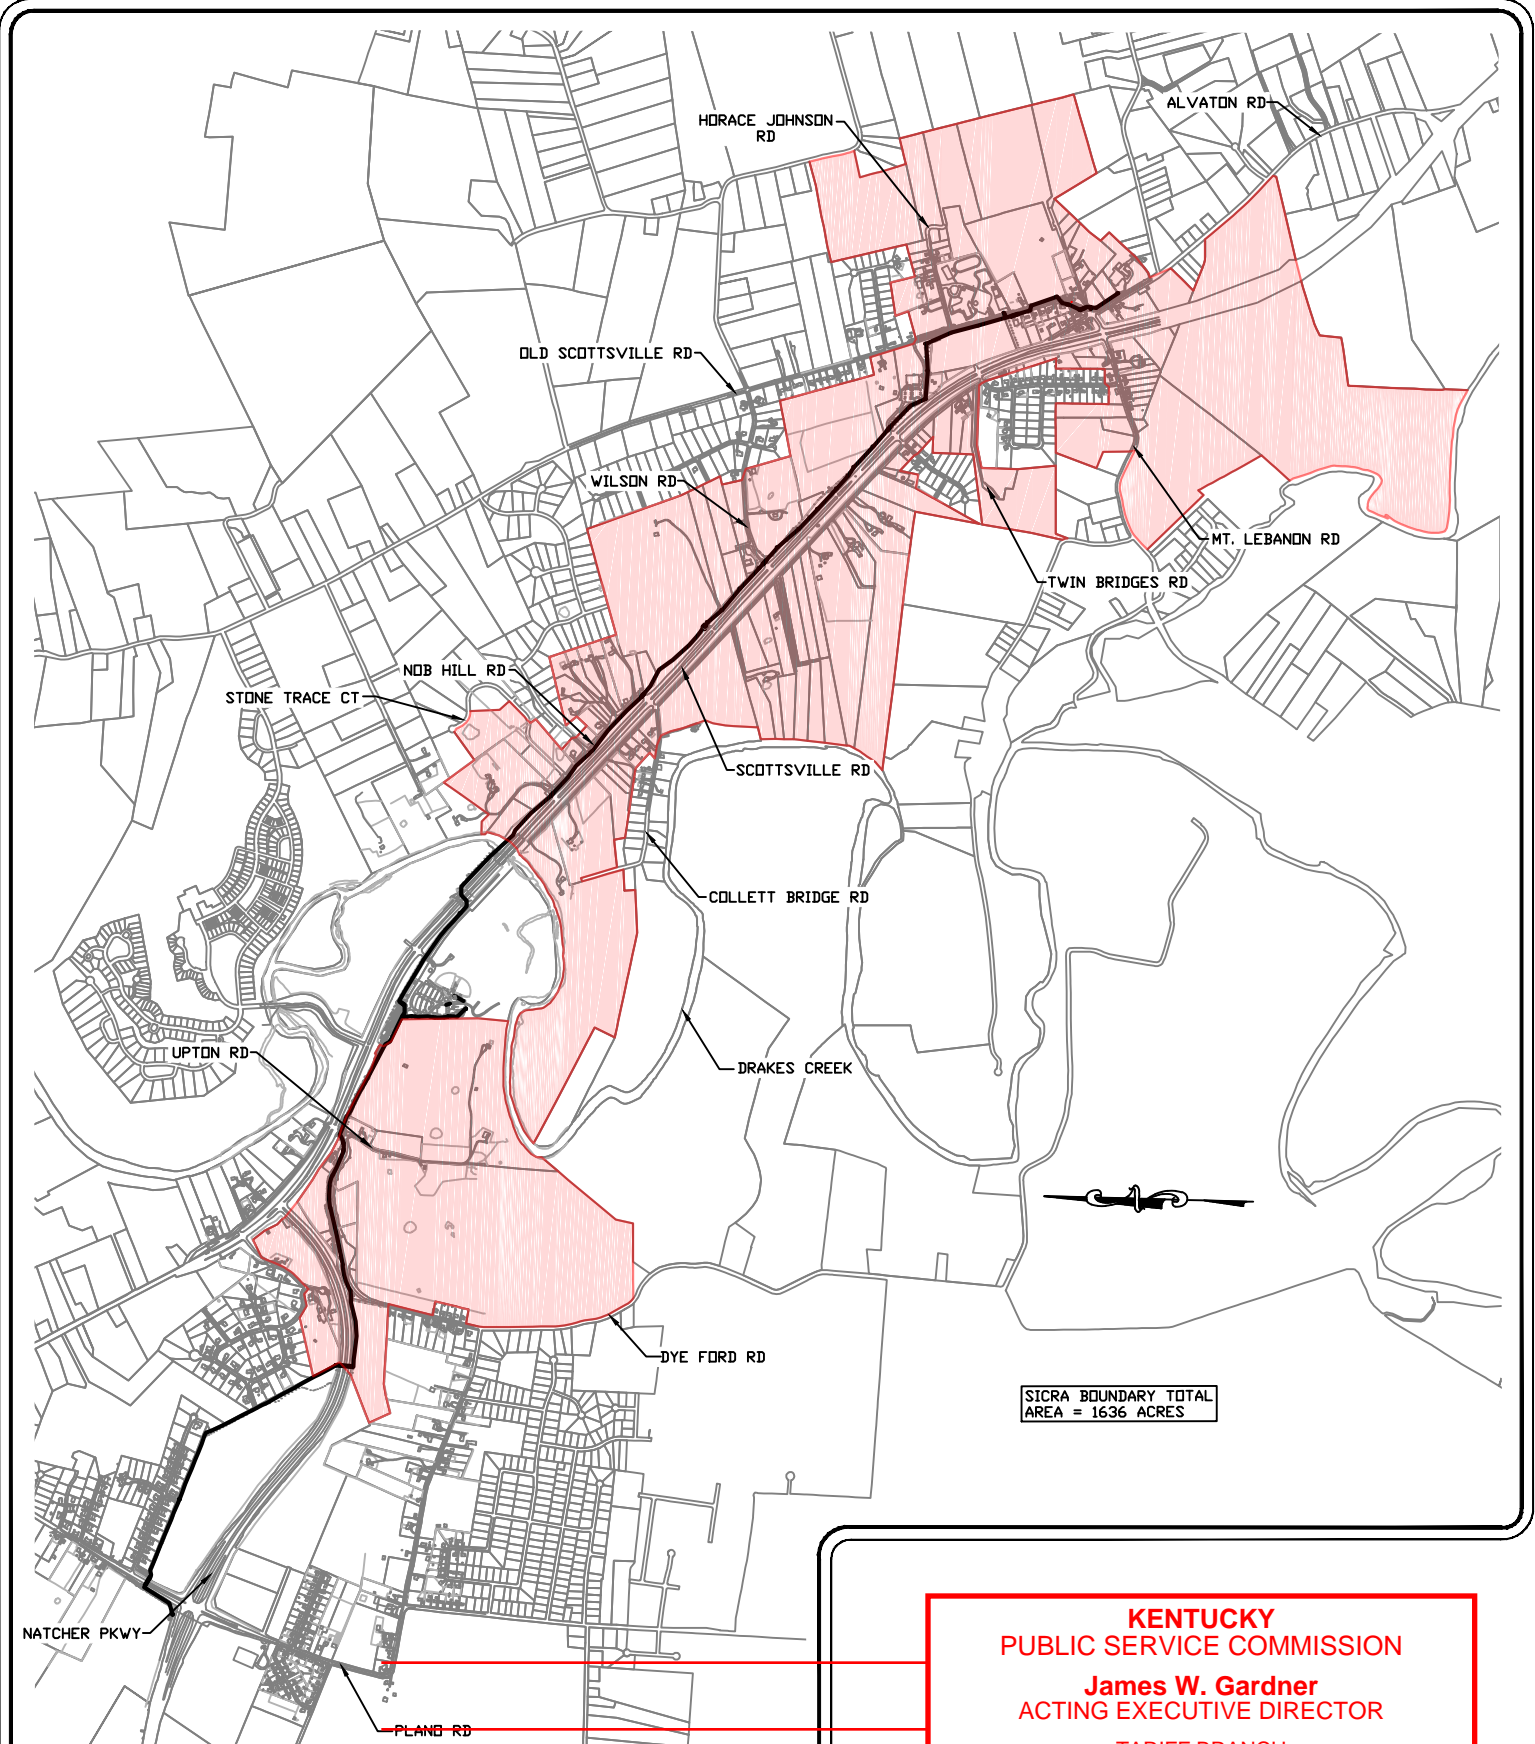 ALVATON RD
HORACE JOHNSON
RD
OLD SCOTTSVILLE RD
WILSON RD
MT. LEBANON RD
TWIN BRIDGES RD
NOB HILL RD
STONE TRACE CT
SCOTTSVILLE RD
COLLETT BRIDGE RD
UPTON RD
DRAKES CREEK
DYE FORD RD
SICRA BOUNDARY TOTAL
AREA = 1636 ACRES
NATCHER PKWY
PLANO RD
KENTUCKY
PUBLIC SERVICE COMMISSION
James W. Gardner
ACTING EXECUTIVE DIRECTOR
TARIFF BRANCH